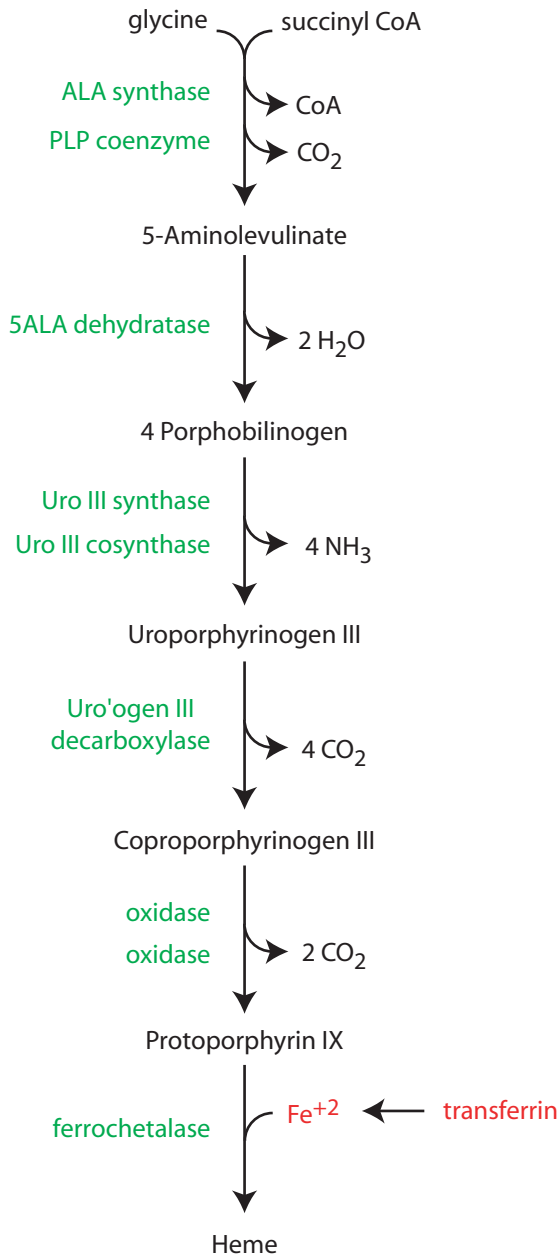 glycine succinyl CoA
ALA synthase
CoA
PLP coenzyme
CO2
5-Aminolevulinate
5ALA dehydratase
2 H2O
4 Porphobilinogen
Uro III synthase
Uro III cosynthase
4 NH3
Uroporphyrinogen III
Uro'ogen III
decarboxylase
4 CO2
Coproporphyrinogen III
oxidase
oxidase
2 CO2
Protoporphyrin IX
ferrochetalase
Fe+2
transferrin
Heme